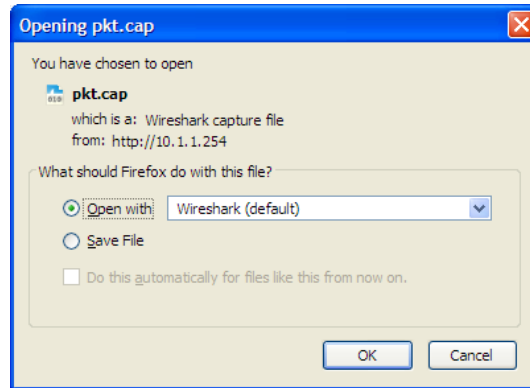 Opening pkt.cap
You have chosen to open
pkt.cap
which is a: Wireshark capture file
from: http://10.1.1.254
What should Firefox do with this file?
Open with Wireshark (default)
Save File
Do this automatically for files like this from now on.
OK Cancel